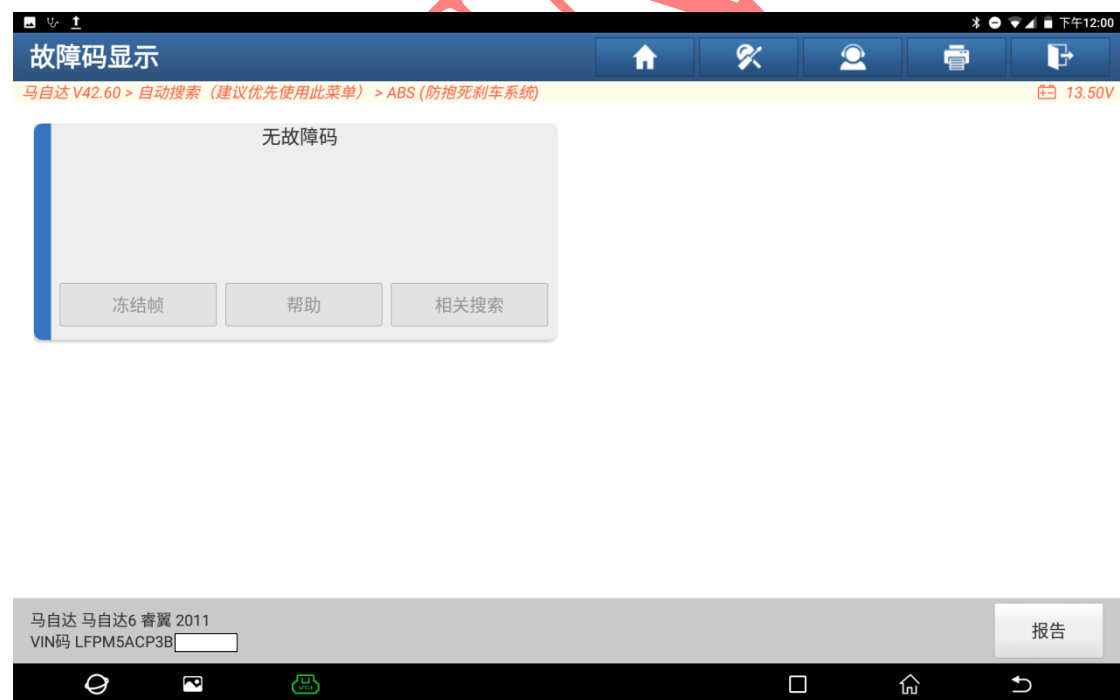 下午12:00
故障码显示
马自达 V42.60 > 自动搜索（建议优先使用此菜单） > ABS (防抱死刹车系统)
13.50V
无故障码
冻结帧
帮助
相关搜索
马自达 马自达6 睿翼 2011
VIN码 LFPM5ACP3B
报告
VCI